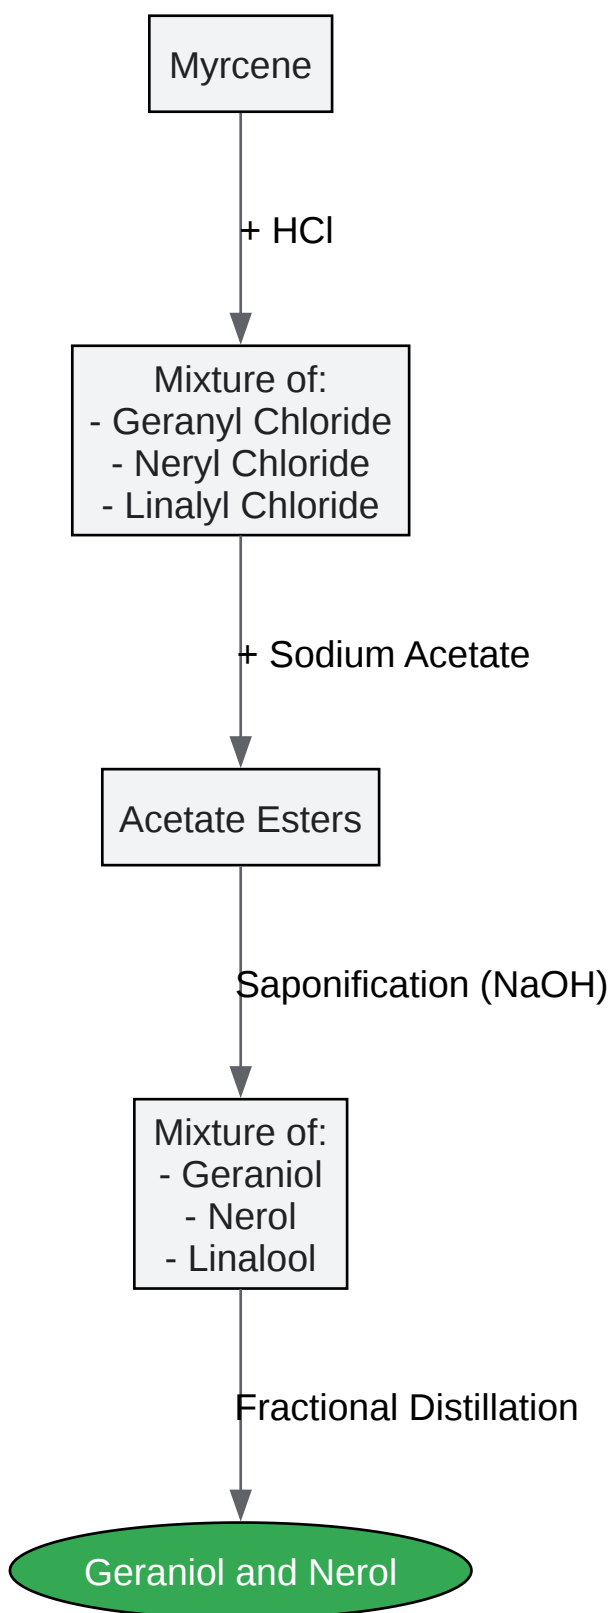 Myrcene
+ HCl
Mixture of:
- Geranyl Chloride
- Neryl Chloride
- Linalyl Chloride
+ Sodium Acetate
Acetate Esters
Saponification (NaOH)
Mixture of:
- Geraniol
- Nerol
- Linalool
Fractional Distillation
Geraniol and Nerol